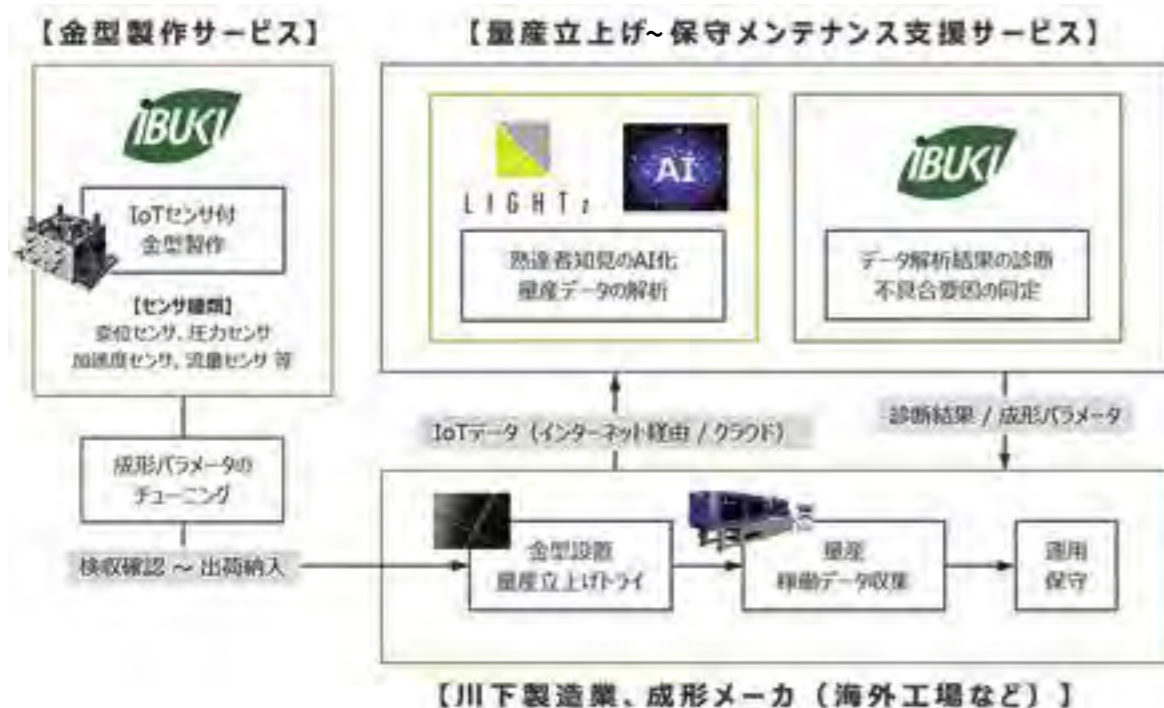 【金型製作サービス】
IBUKI
IoTセンサ付
金型製作
【センサ種類】
変位センサ、圧力センサ
加速度センサ、流量センサ 等
成形パラメータの
チューニング
検収確認 ～ 出荷納入
【量産立上げ~保守メンテナンス支援サービス】
LIGHTz
AI
熟達者知見のAI化
量産データの解析
IBUKI
データ解析結果の診断
不具合要因の同定
IoTデータ（インターネット経由 / クラウド）
診断結果 / 成形パラメータ
金型設置
量産立上げトライ
量産
稼働データ収集
運用
保守
【川下製造業、成形メーカ（海外工場など）】